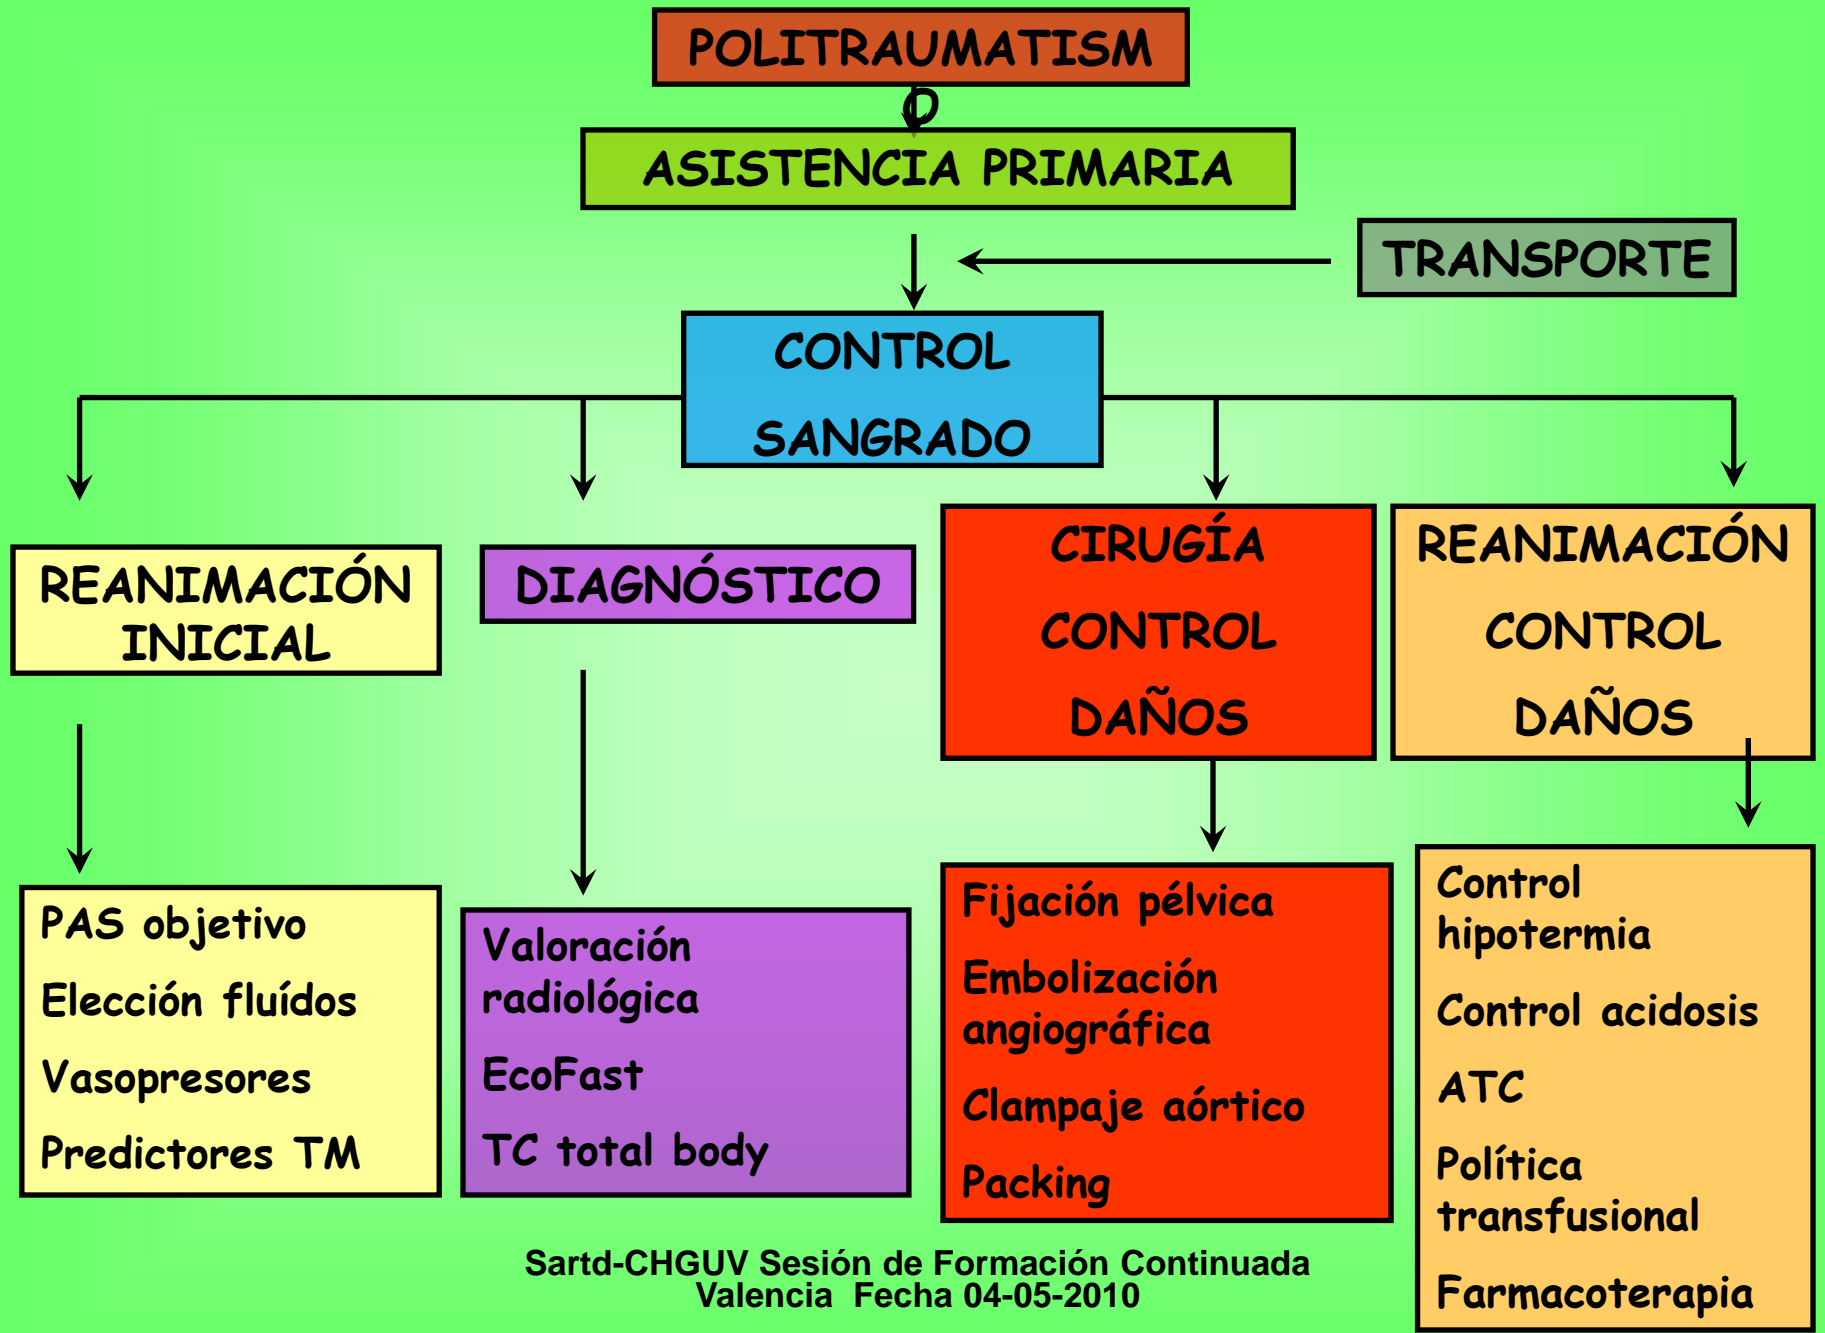 POLITRAUMATISM
O
ASISTENCIA PRIMARIA
TRANSPORTE
CONTROL
SANGRADO
REANIMACIÓN
INICIAL
DIAGNÓSTICO
CIRUGÍA
CONTROL
DAÑOS
REANIMACIÓN
CONTROL
DAÑOS
PAS objetivo
Elección fluídos
Vasopresores
Predictores TM
Valoración
radiológica
EcoFast
TC total body
Fijación pélvica
Embolización
angiográfica
Clampaje aórtico
Packing
Control
hipotermia
Control acidosis
ATC
Política
transfusional
Farmacoterapia
Sartd-CHGUV Sesión de Formación Continuada
Valencia Fecha 04-05-2010